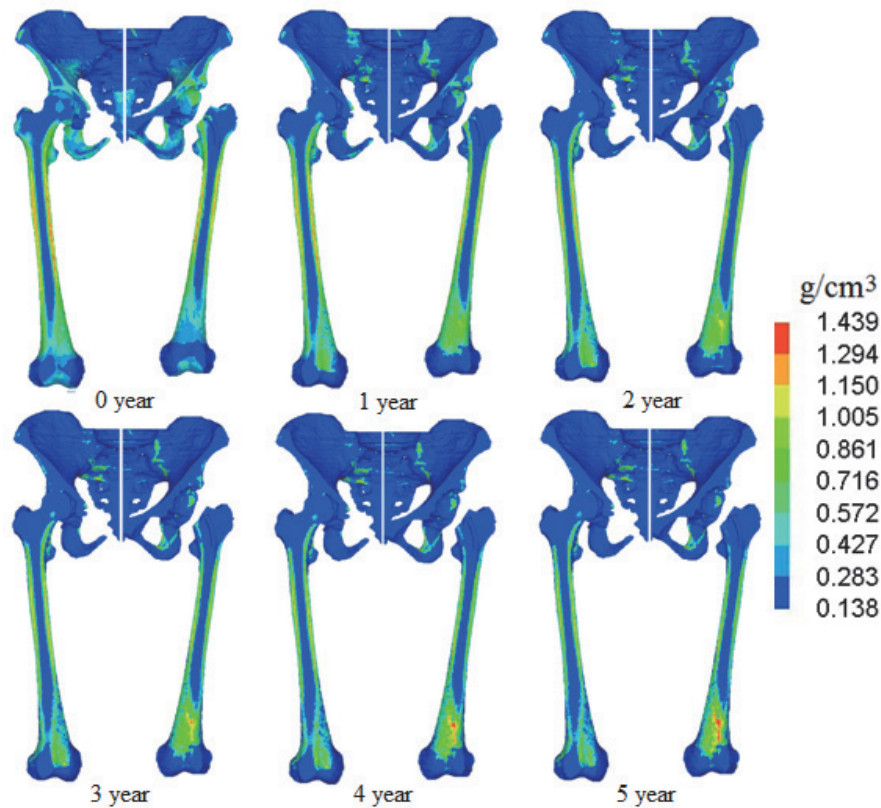 0 year
1 year
2 year
g/cm³
1.439
1.294
1.150
1.005
0.861
0.716
0.572
0.427
0.283
0.138
3 year
4 year
5 year